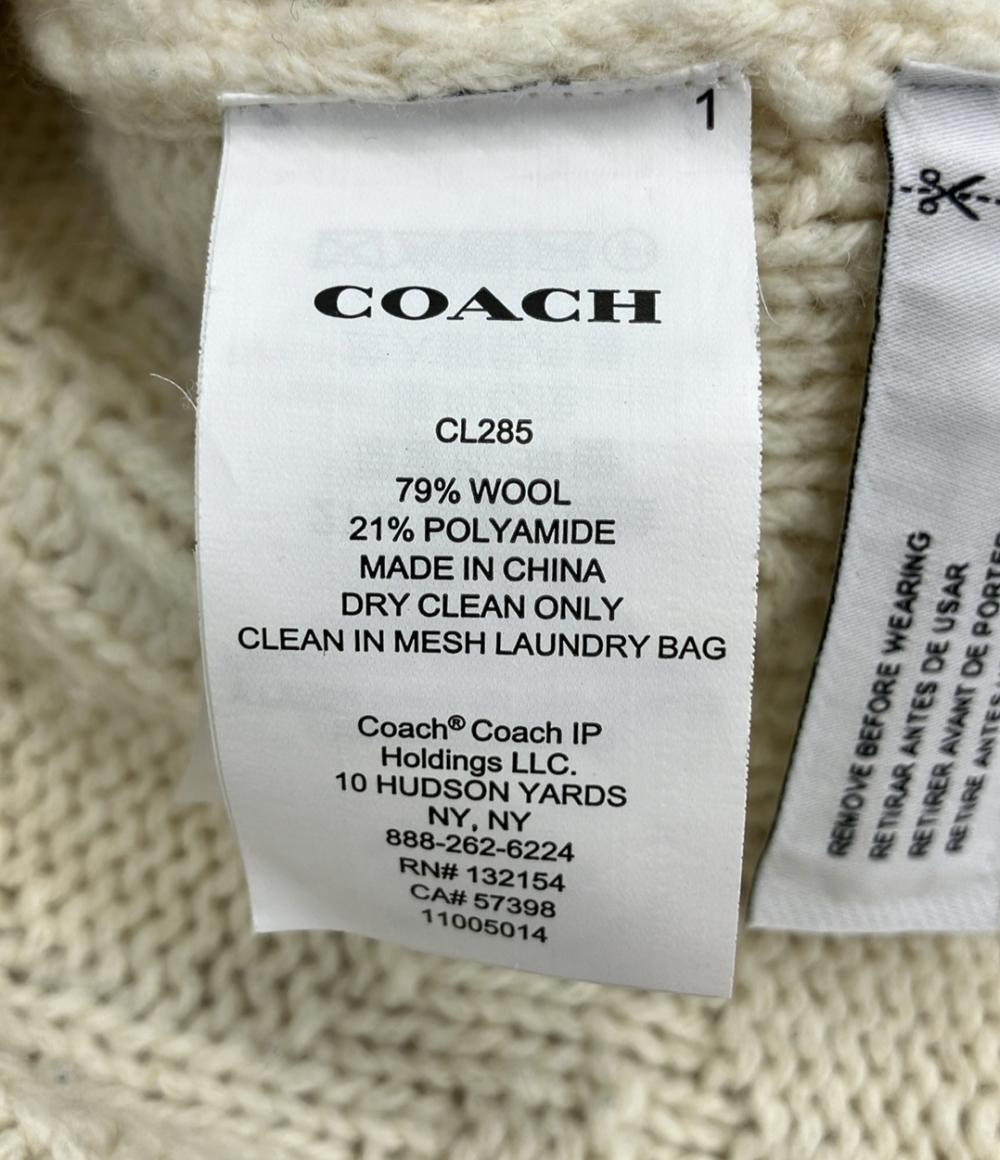 1
COACH
CL285
79% WOOL
21% POLYAMIDE
MADE IN CHINA
DRY CLEAN ONLY
CLEAN IN MESH LAUNDRY BAG
Coach® Coach IP
Holdings LLC.
10 HUDSON YARDS
NY, NY
888-262-6224
RN# 132154
CA# 57398
11005014
REMOVE BEFORE WEARING
RETIRAR ANTES DE USAR
RETIRER AVANT DE PORTER
RETIRE ANTES